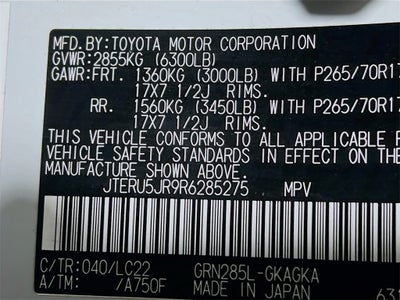 MFD.BY:TOYOTA MOTOR CORPORATION
GVWR:2855KG (6300LB)
GAWR:FRT. 1360KG (3000LB) WITH P265/70R17
17X7 1/2J RIMS.
RR. 1560KG (3450LB) WITH P265/70R17
17X7 1/2J RIMS.
THIS VEHICLE CONFORMS TO ALL APPLICABLE
VEHICLE SAFETY STANDARDS IN EFFECT ON THE
MANUFACTURE SHOWN ABOVE.
JTERU5JR9R6285275 MPV
C/TR:040/LC22 GRN285L-GKAGKA
A/TM: /A750F MADE IN JAPAN